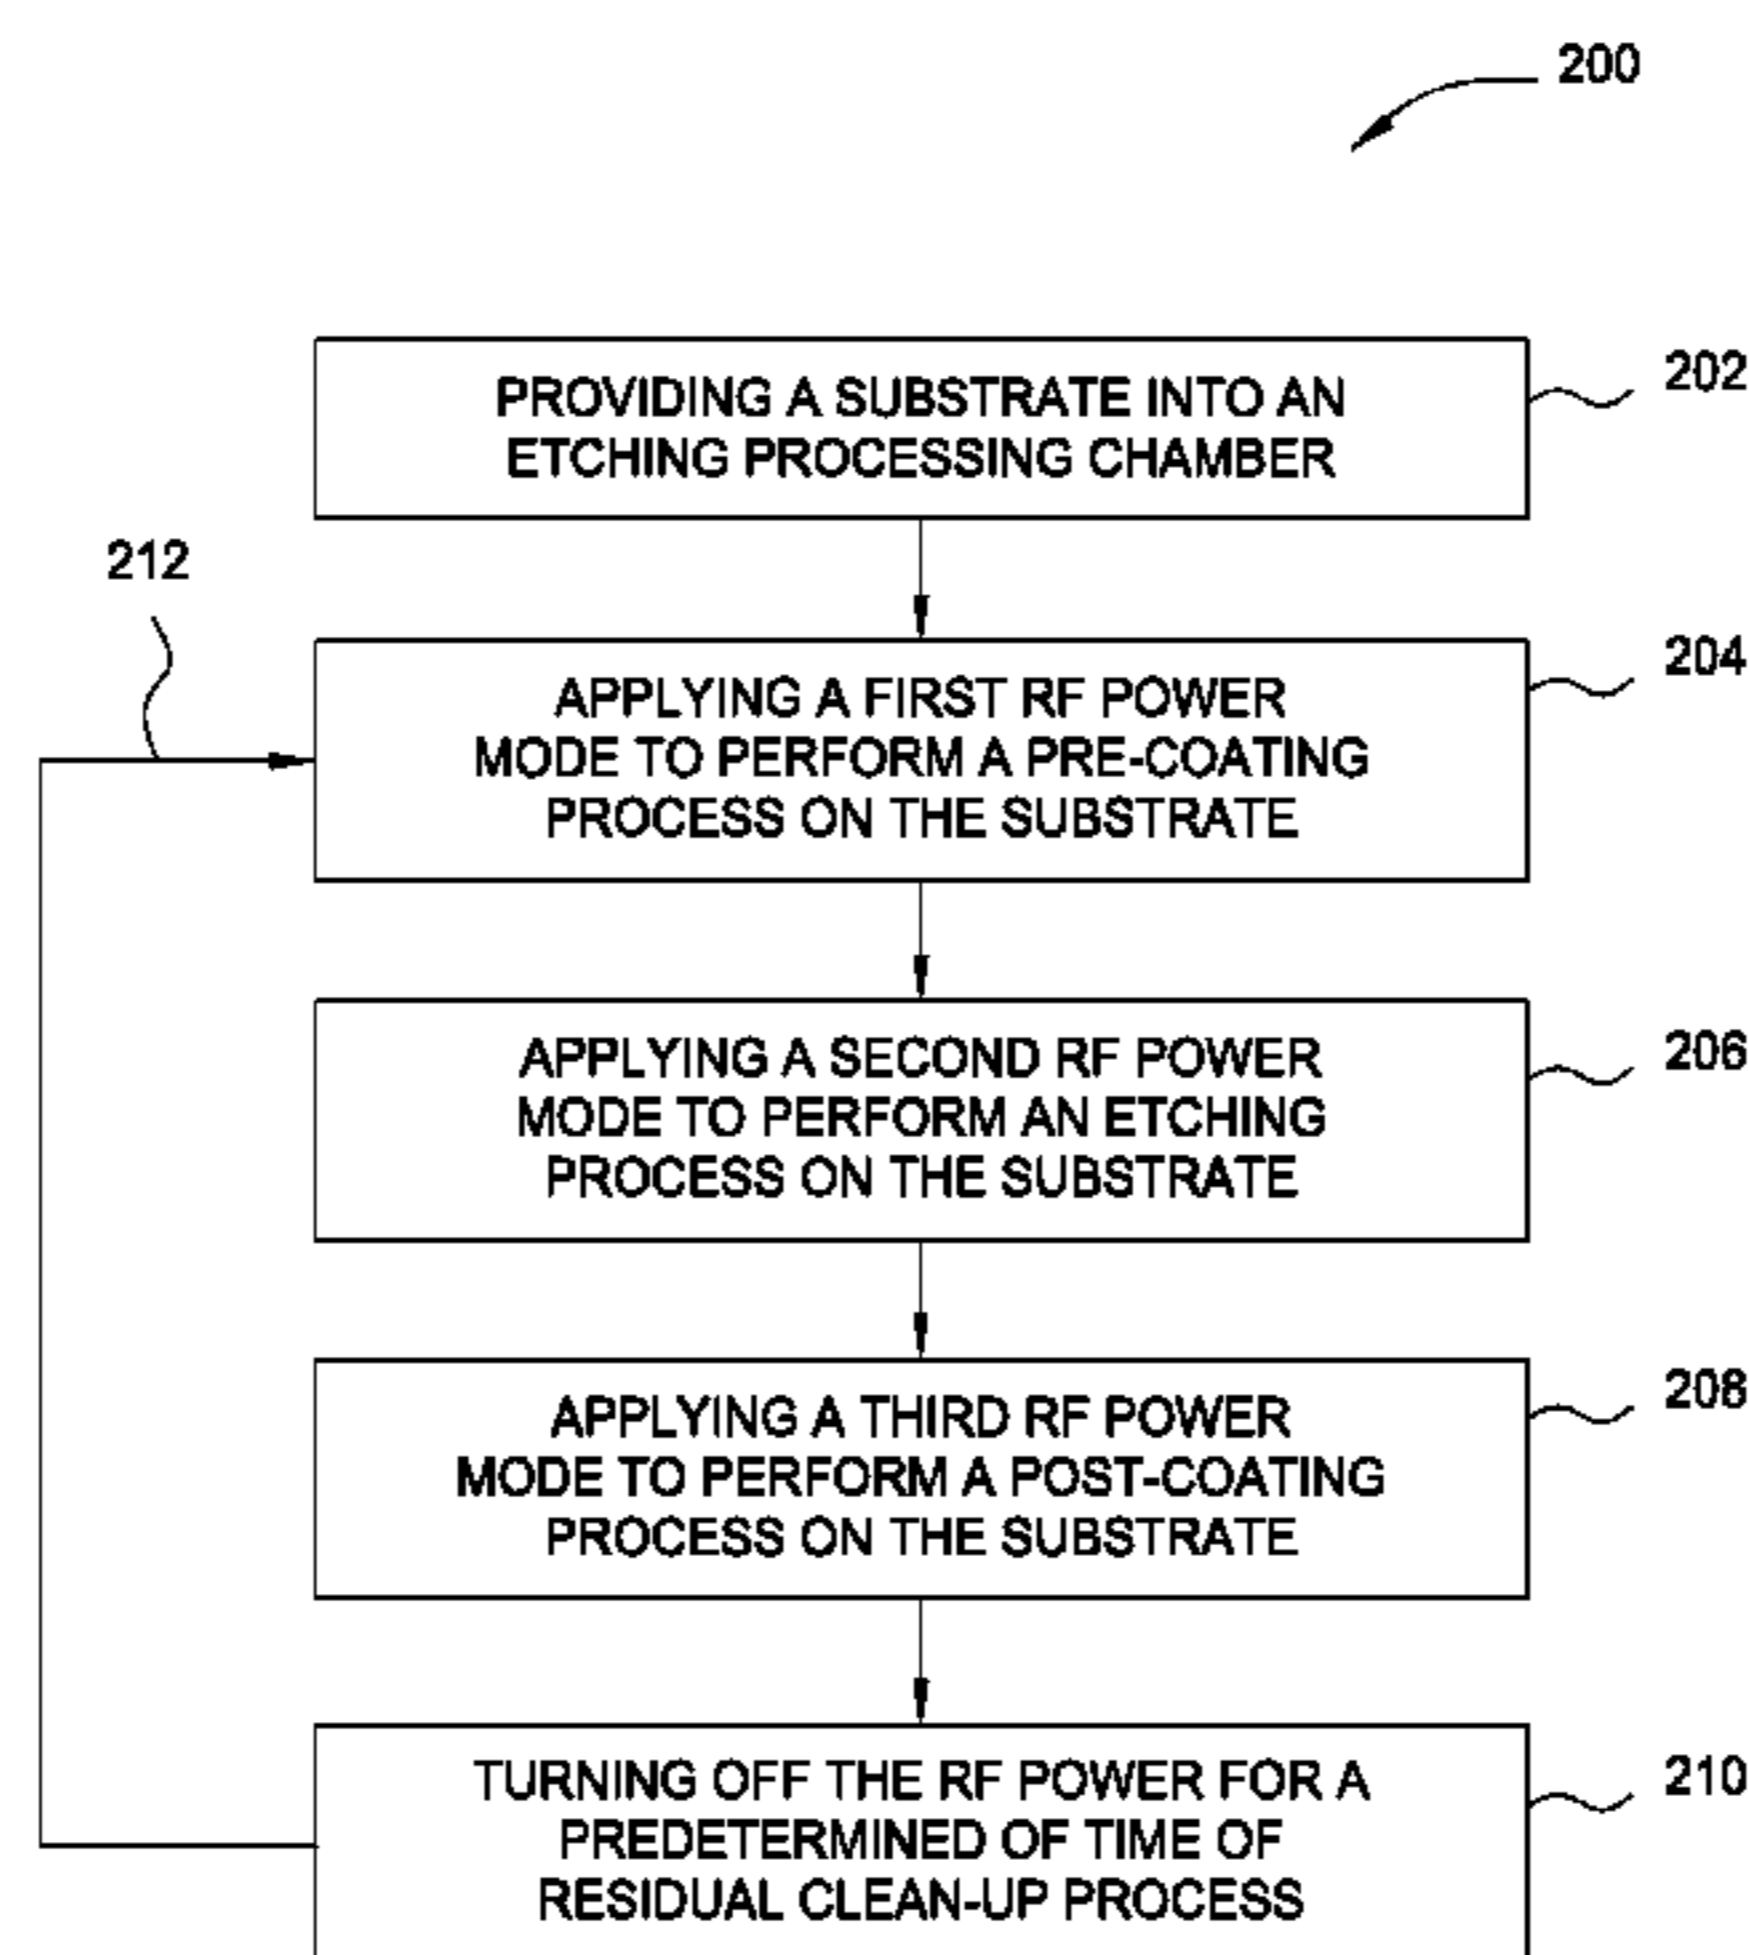 200
PROVIDING A SUBSTRATE INTO AN
ETCHING PROCESSING CHAMBER
202
212
APPLYING A FIRST RF POWER
MODE TO PERFORM A PRE-COATING
PROCESS ON THE SUBSTRATE
204
APPLYING A SECOND RF POWER
MODE TO PERFORM AN ETCHING
PROCESS ON THE SUBSTRATE
206
APPLYING A THIRD RF POWER
MODE TO PERFORM A POST-COATING
PROCESS ON THE SUBSTRATE
208
TURNING OFF THE RF POWER FOR A
PREDETERMINED OF TIME OF
RESIDUAL CLEAN-UP PROCESS
210